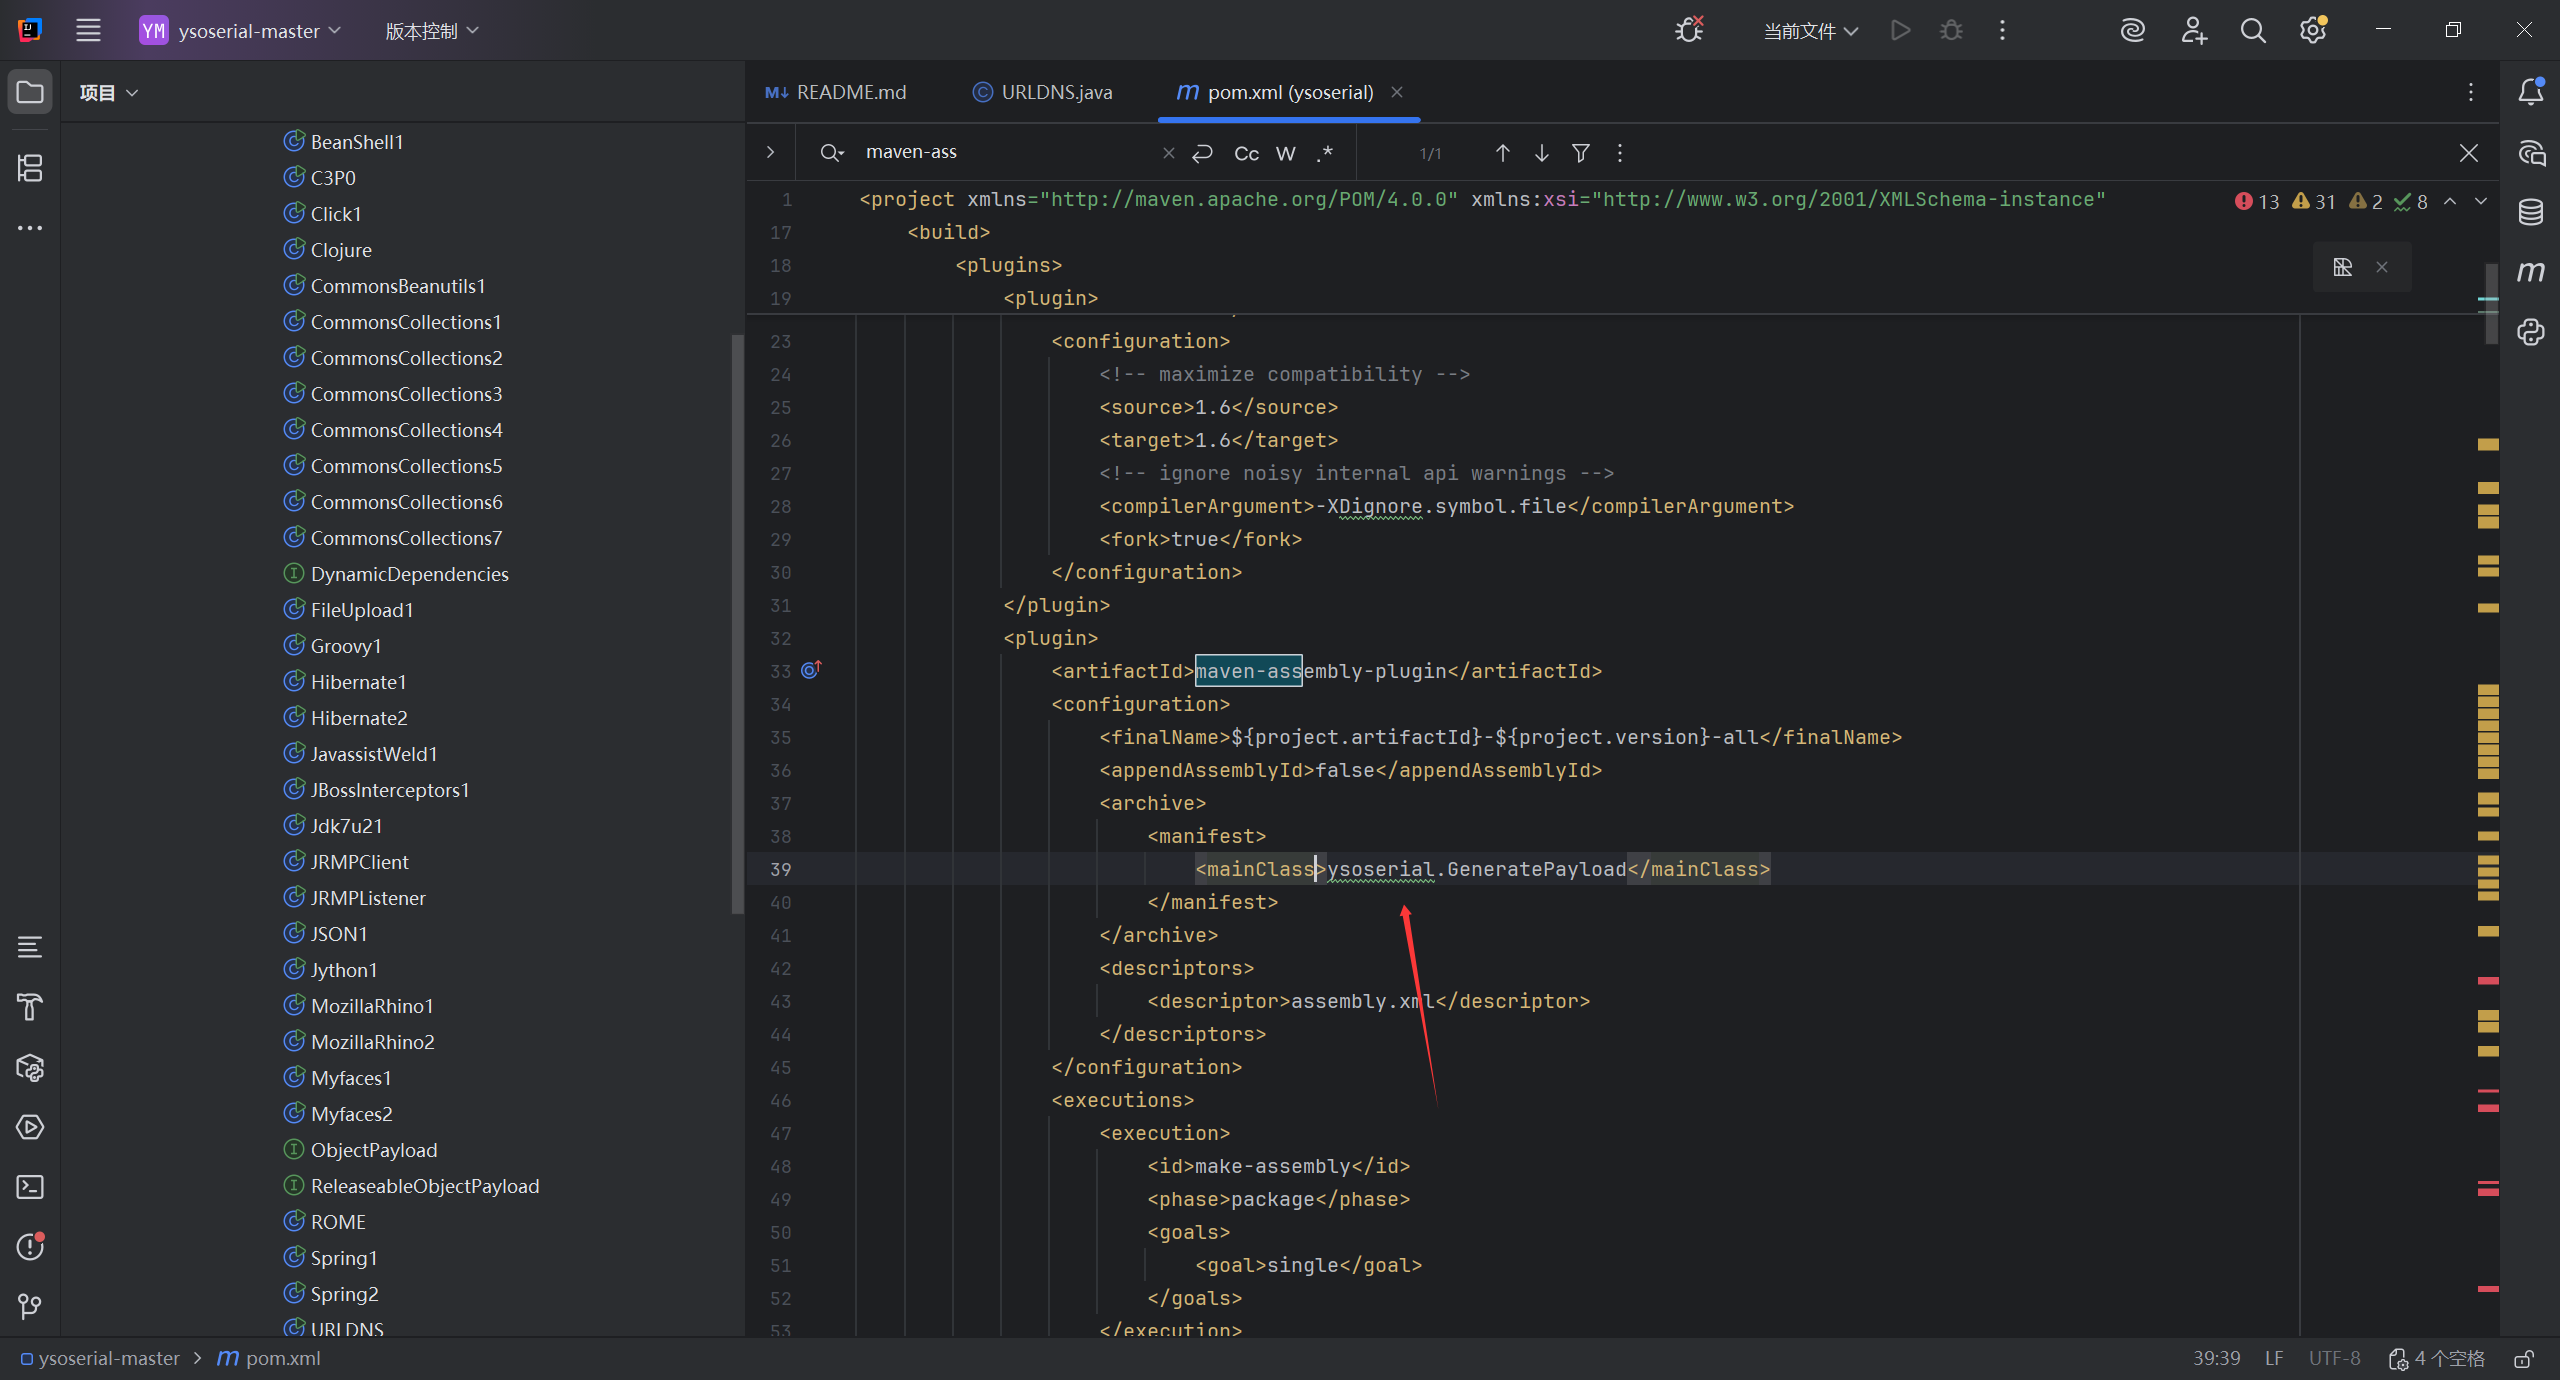 YM ysoserial-master 版本控制 当前文件
项目
BeanShell1
C3P0
Click1
Clojure
CommonsBeanutils1
CommonsCollections1
CommonsCollections2
CommonsCollections3
CommonsCollections4
CommonsCollections5
CommonsCollections6
CommonsCollections7
DynamicDependencies
FileUpload1
Groovy1
Hibernate1
Hibernate2
JavassistWeld1
JBossInterceptors1
Jdk7u21
JRMPClient
JRMPListener
JSON1
Jython1
MozillaRhino1
MozillaRhino2
Myfaces1
Myfaces2
ObjectPayload
ReleaseableObjectPayload
ROME
Spring1
Spring2
URLDNS
README.md URLDNS.java pom.xml (ysoserial)
maven-ass Cc W .* 1/1
13 31 2 8
1 <project xmlns="http://maven.apache.org/POM/4.0.0" xmlns:xsi="http://www.w3.org/2001/XMLSchema-instance"
17 <build>
18 <plugins>
19 <plugin>
23 <configuration>
24 <!-- maximize compatibility -->
25 <source>1.6</source>
26 <target>1.6</target>
27 <!-- ignore noisy internal api warnings -->
28 <compilerArgument>-XDignore.symbol.file</compilerArgument>
29 <fork>true</fork>
30 </configuration>
31 </plugin>
32 <plugin>
33 <artifactId>maven-assembly-plugin</artifactId>
34 <configuration>
35 <finalName>${project.artifactId}-${project.version}-all</finalName>
36 <appendAssemblyId>false</appendAssemblyId>
37 <archive>
38 <manifest>
39 <mainClass>ysoserial.GeneratePayload</mainClass>
40 </manifest>
41 </archive>
42 <descriptors>
43 <descriptor>assembly.xml</descriptor>
44 </descriptors>
45 </configuration>
46 <executions>
47 <execution>
48 <id>make-assembly</id>
49 <phase>package</phase>
50 <goals>
51 <goal>single</goal>
52 </goals>
53 </execution>
ysoserial-master > pom.xml 39:39 LF UTF-8 4 个空格